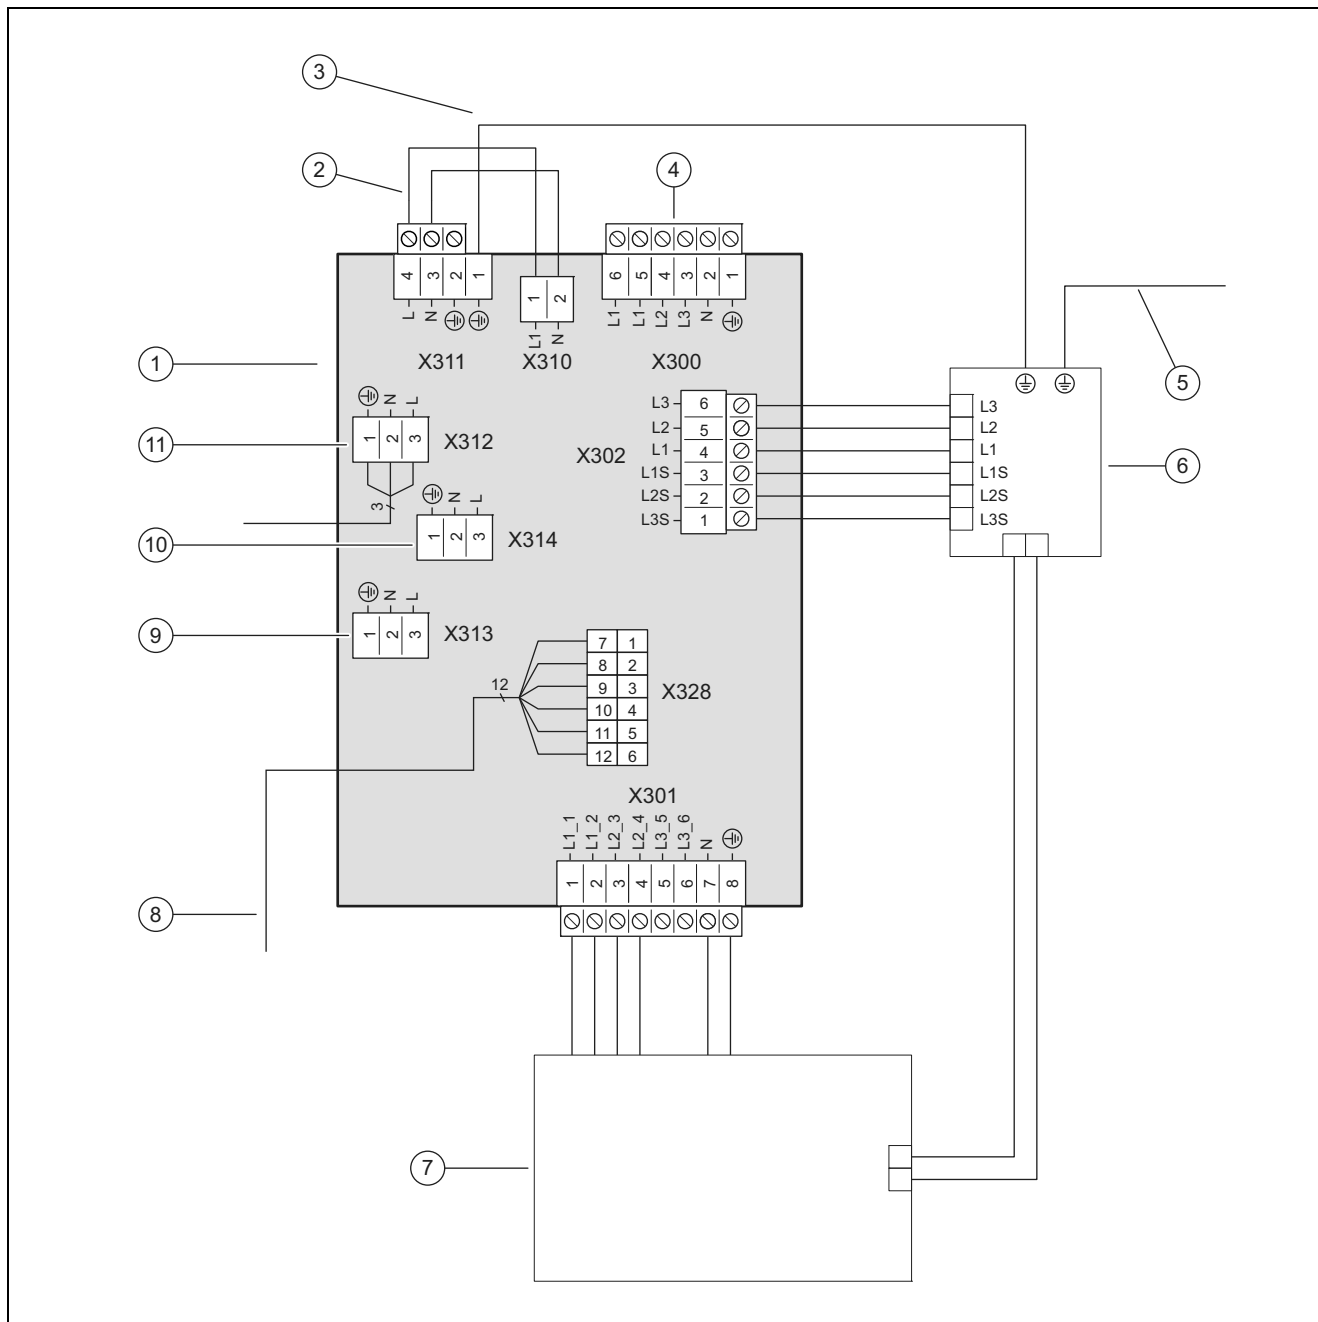 3
2
4
4 3 2 1
L N
1 2
L1 N
6 5 4 3 2 1
L1 L1 L2 L3 N
X311
X310
X300
1
5
N L
1 2 3
X312
11
3
L3 6
L2 5
L1 4
L1S 3
L2S 2
L3S 1
X302
L3
L2
L1
L1S
L2S
L3S
6
N L
1 2 3
X314
10
N L
1 2 3
X313
9
12
7 1
8 2
9 3
10 4
11 5
12 6
X328
X301
L1_1 L1_2 L2_3 L2_4 L3_5 L3_6 N
1 2 3 4 5 6 7 8
8
7